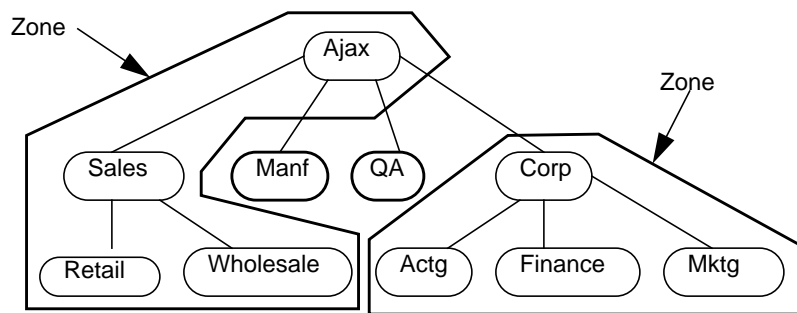 Zone
Ajax
Zone
Sales
Manf
QA
Corp
Retail
Wholesale
Actg
Finance
Mktg